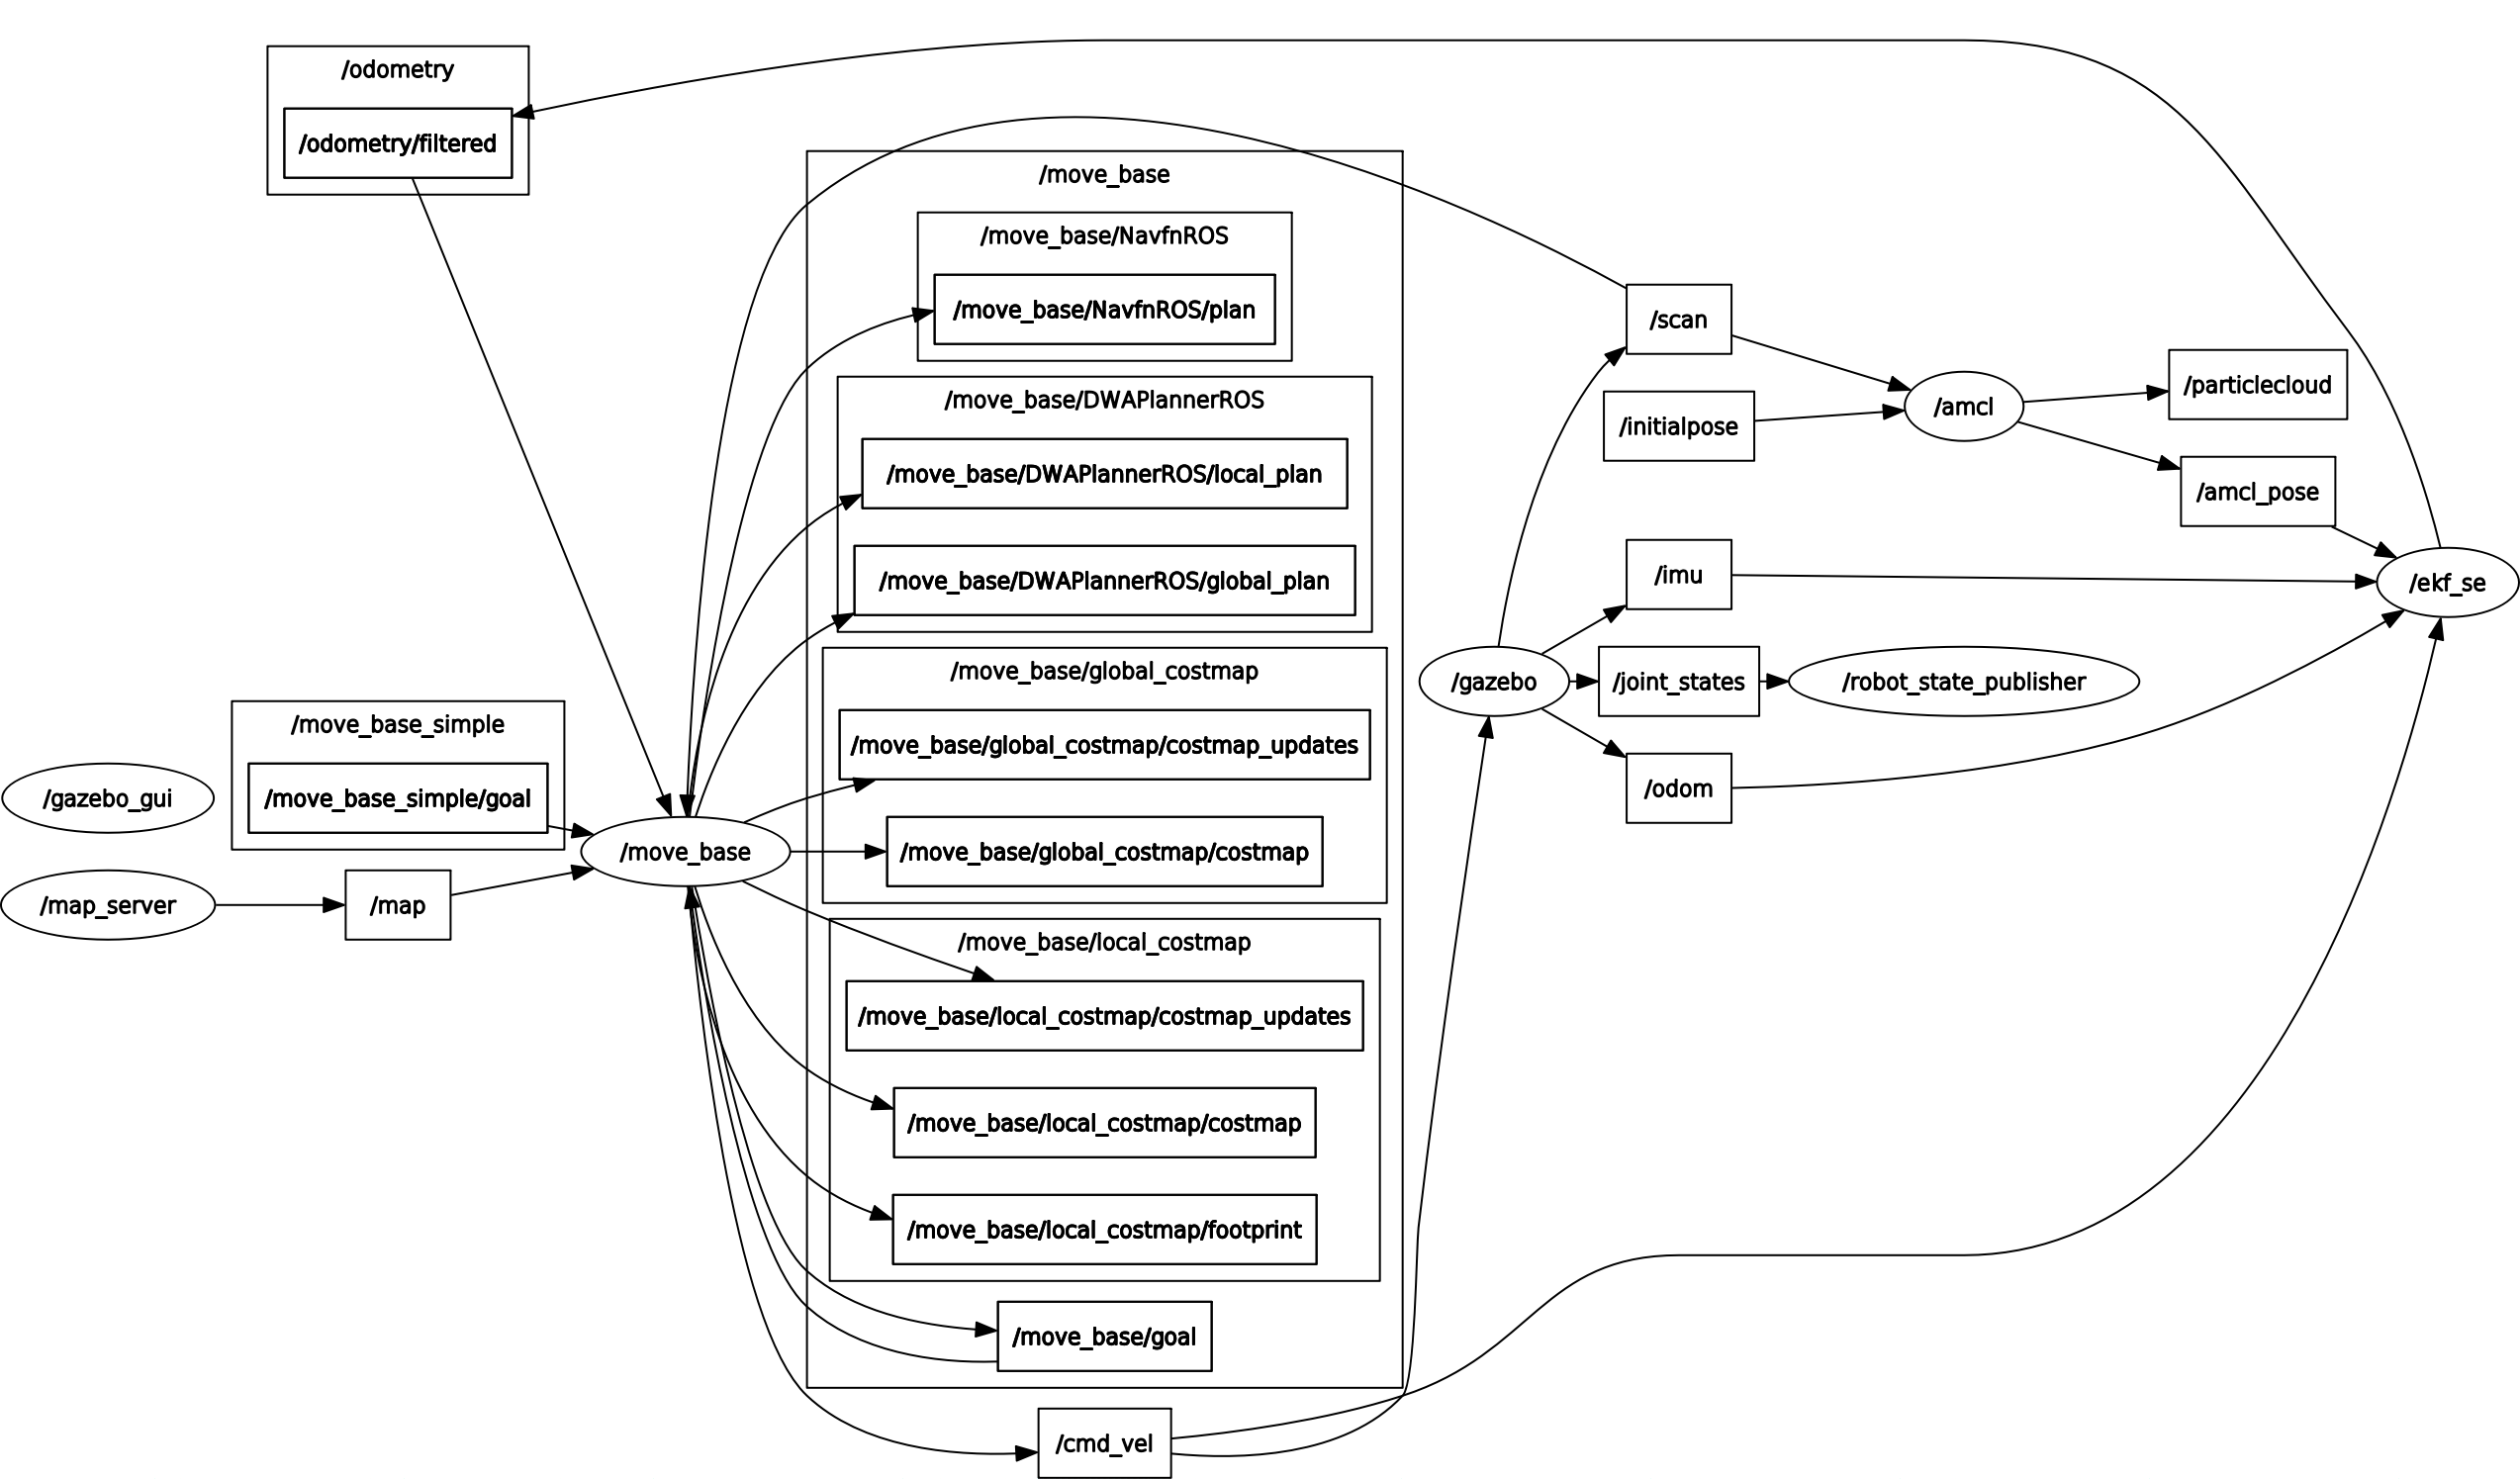 /odometry
/odometry/filtered
/move_base
/move_base/NavfnROS
/move_base/NavfnROS/plan
/move_base/DWAPlannerROS
/move_base/DWAPlannerROS/local_plan
/move_base/DWAPlannerROS/global_plan
/move_base/global_costmap
/move_base/global_costmap/costmap_updates
/move_base/global_costmap/costmap
/move_base/local_costmap
/move_base/local_costmap/costmap_updates
/move_base/local_costmap/costmap
/move_base/local_costmap/footprint
/move_base/goal
/cmd_vel
/move_base_simple
/move_base_simple/goal
/gazebo_gui
/map_server
/map
/move_base
/gazebo
/scan
/initialpose
/imu
/joint_states
/odom
/amcl
/robot_state_publisher
/particlecloud
/amcl_pose
/ekf_se